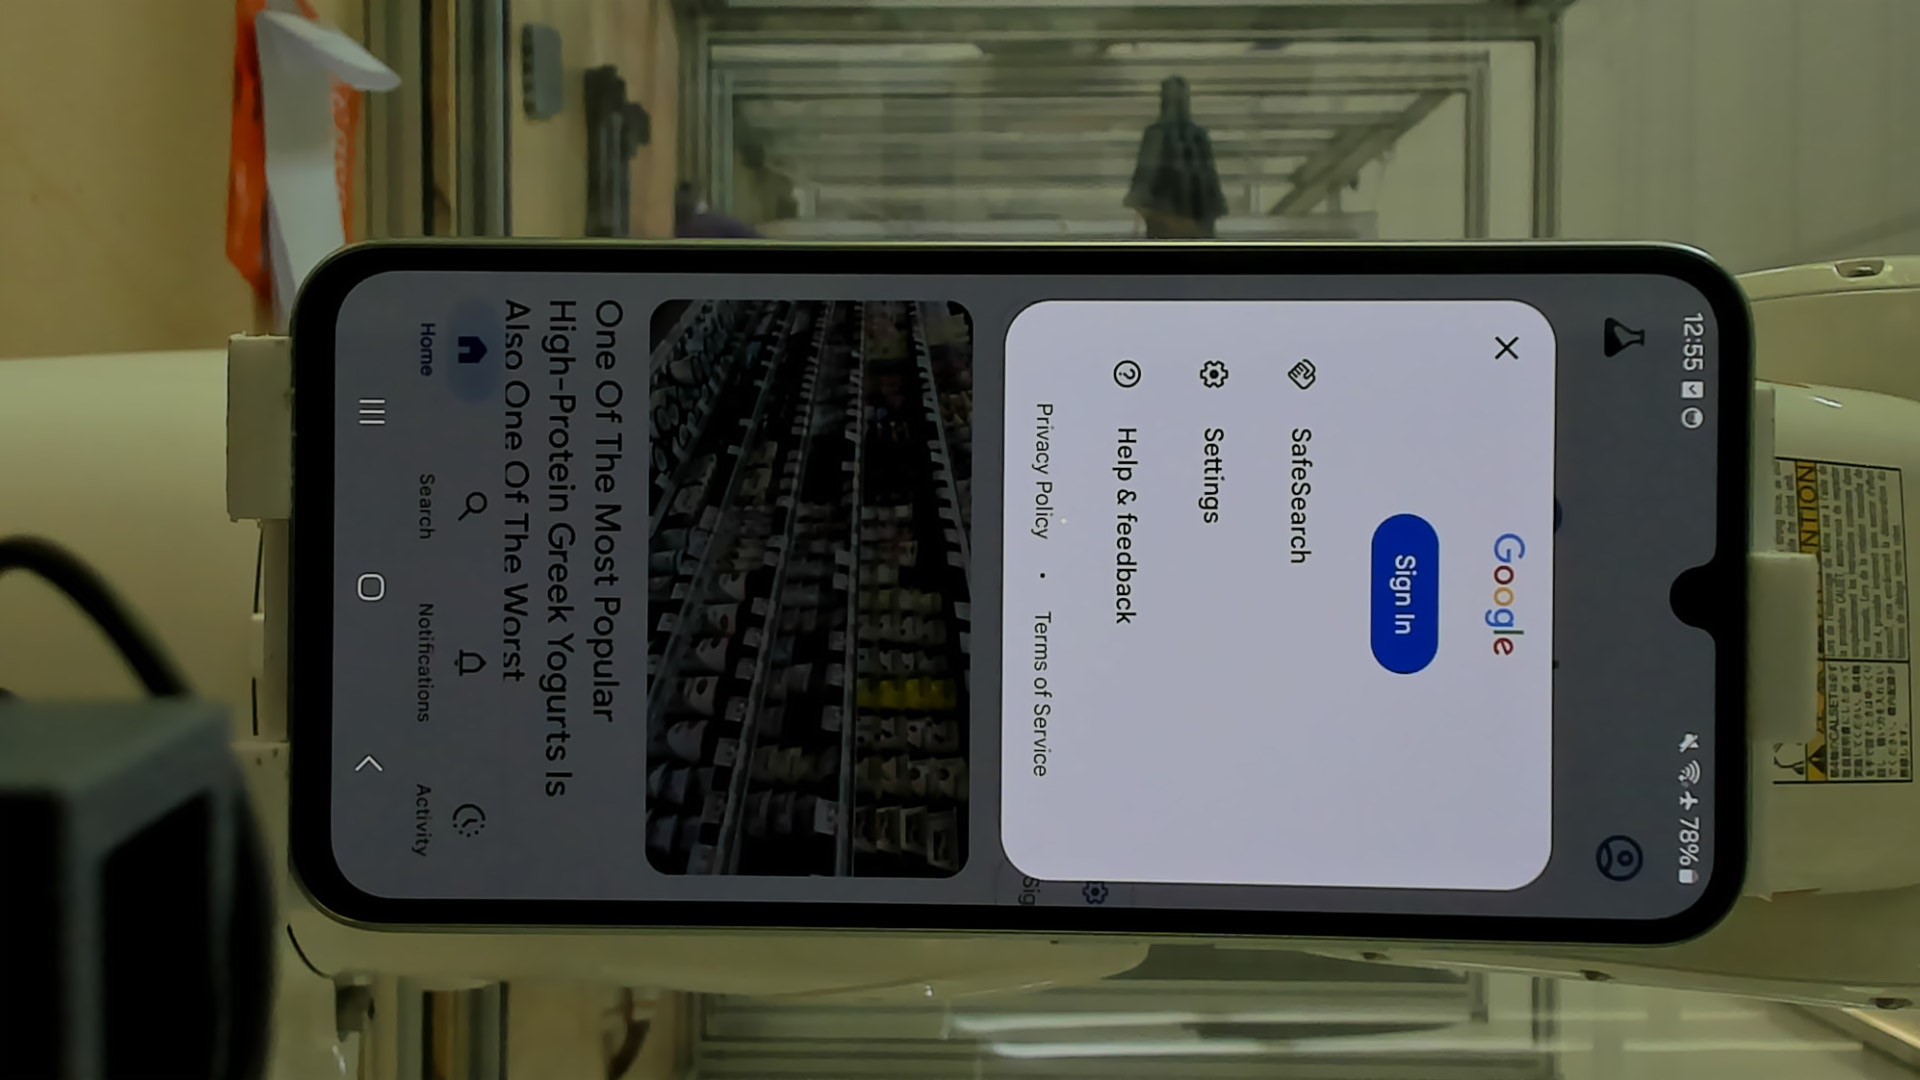 12:55
78%
Google
Sign In
SafeSearch
Settings
Help & feedback
Privacy Policy • Terms of Service
Sig
One Of The Most Popular
High-Protein Greek Yogurts Is
Also One Of The Worst
Home Search Notifications Activity